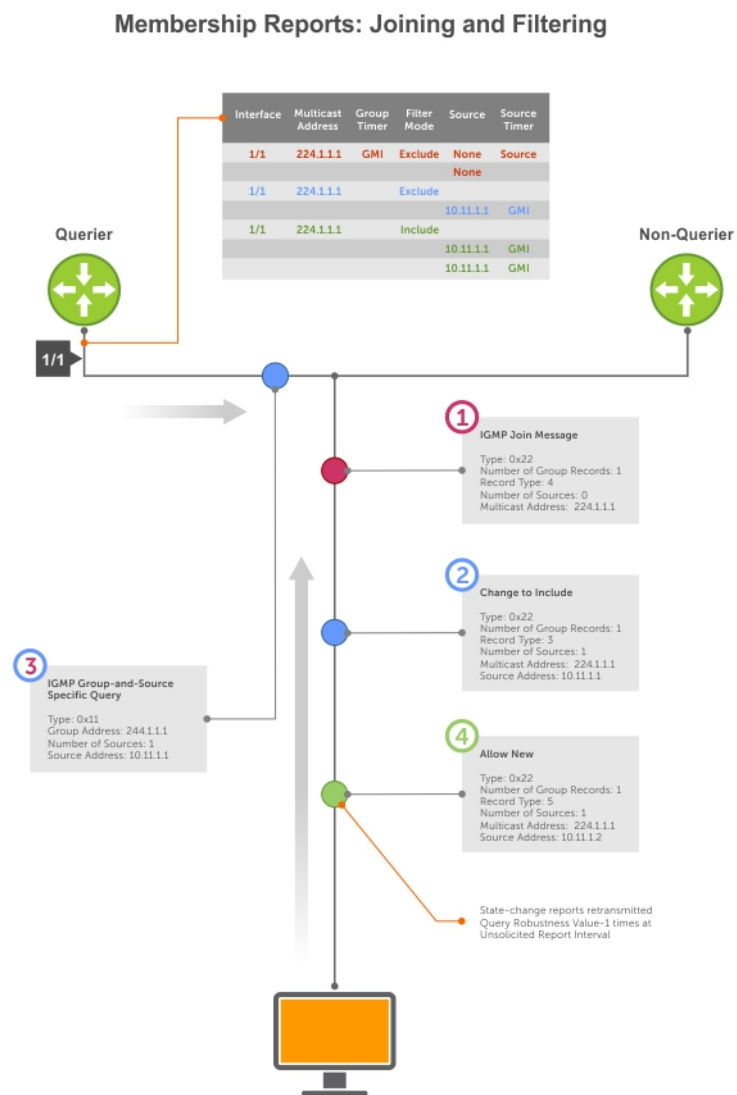 Membership Reports: Joining and Filtering
Interface Multicast Address Group Timer Filter Mode Source Source Timer
1/1 224.1.1.1 GMI Exclude None Source
None
1/1 224.1.1.1 Exclude
10.11.1.1 GMI
1/1 224.1.1.1 Include
10.11.1.1 GMI
10.11.1.1 GMI
Querier
Non-Querier
1/1
1
IGMP Join Message
Type: 0x22
Number of Group Records: 1
Record Type: 4
Number of Sources: 0
Multicast Address: 224.1.1.1
2
Change to Include
Type: 0x22
Number of Group Records: 1
Record Type: 3
Number of Sources: 1
Multicast Address: 224.1.1.1
Source Address: 10.11.1.1
3
IGMP Group-and-Source
Specific Query
Type: 0x11
Group Address: 244.1.1.1
Number of Sources: 1
Source Address: 10.11.1.1
4
Allow New
Type: 0x22
Number of Group Records: 1
Record Type: 5
Number of Sources: 1
Multicast Address: 224.1.1.1
Source Address: 10.11.1.2
State-change reports retransmitted
Query Robustness Value-1 times at
Unsolicited Report Interval